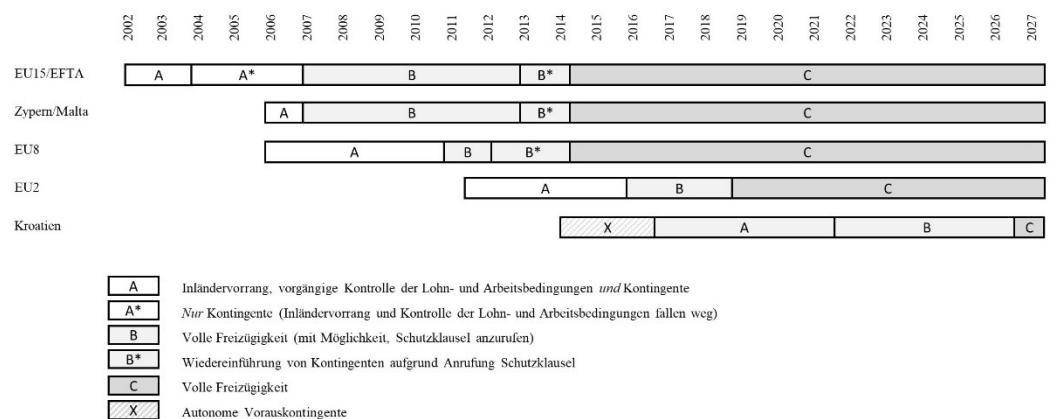 2002 2003 2004 2005 2006 2007 2008 2009 2010 2011 2012 2013 2014 2015 2016 2017 2018 2019 2020 2021 2022 2023 2024 2025 2026 2027
EU15/EFTA A A* B B* C
Zypern/Malta A B B* C
EU8 A B B* C
EU2 A B C
Kroatien X A B C
A Inländervorrang, vorgängige Kontrolle der Lohn- und Arbeitsbedingungen und Kontingente
A* Nur Kontingente (Inländervorrang und Kontrolle der Lohn- und Arbeitsbedingungen fallen weg)
B Volle Freizügigkeit (mit Möglichkeit, Schutzklausel anzurufen)
B* Wiedereinführung von Kontingenten aufgrund Anrufung Schutzklausel
C Volle Freizügigkeit
X Autonome Vorauskontingente